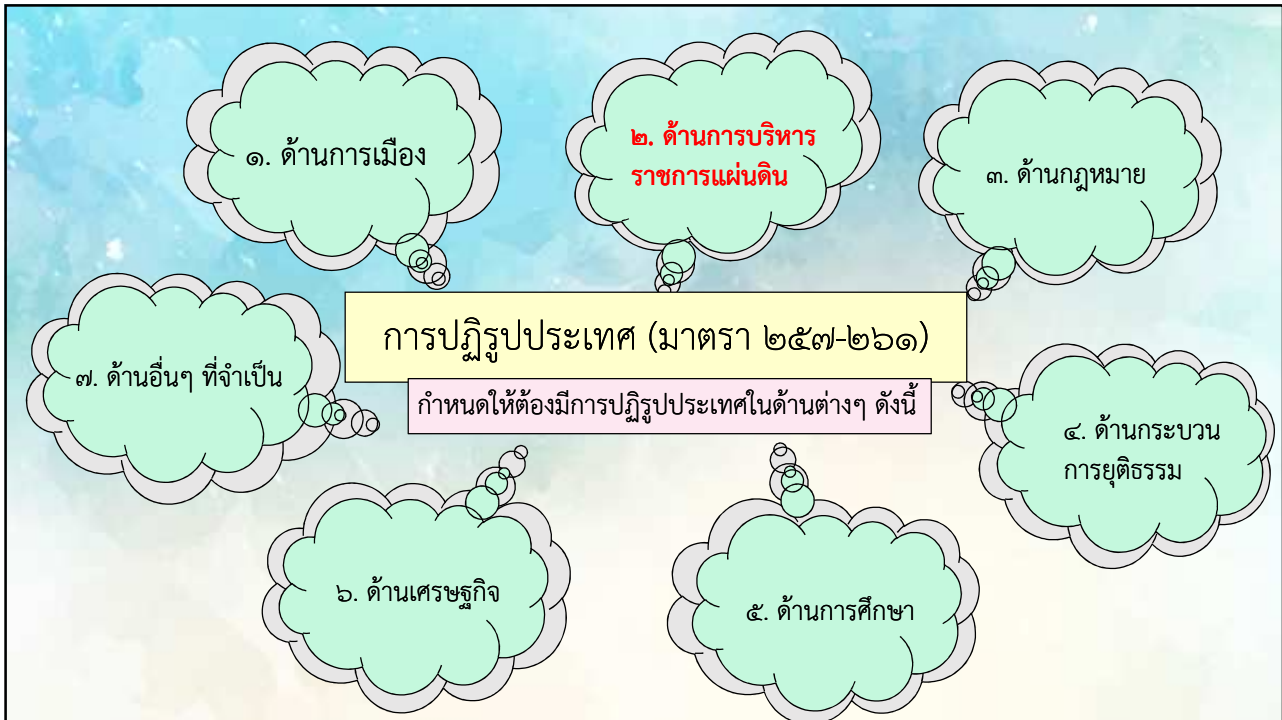 การปฏิรูปประเทศ (มาตรา ๒๕๗-๒๖๑)
กำหนดให้ต้องมีการปฏิรูปประเทศในด้านต่างๆ ดังนี้
๑. ด้านการเมือง
๒. ด้านการบริหาร
ราชการแผ่นดิน
๓. ด้านกฎหมาย
๔. ด้านกระบวน
การยุติธรรม
๕. ด้านการศึกษา
๖. ด้านเศรษฐกิจ
๗. ด้านอื่นๆ ที่จำเป็น